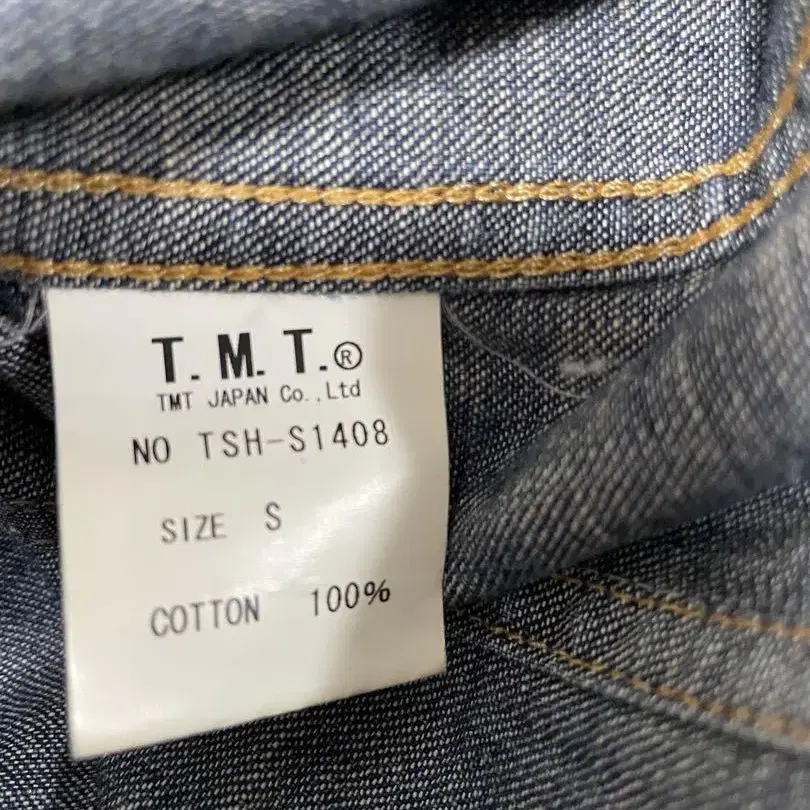 T.M.T.®
TMT JAPAN Co.,Ltd
NO TSH-S1408
SIZE S
COTTON 100%